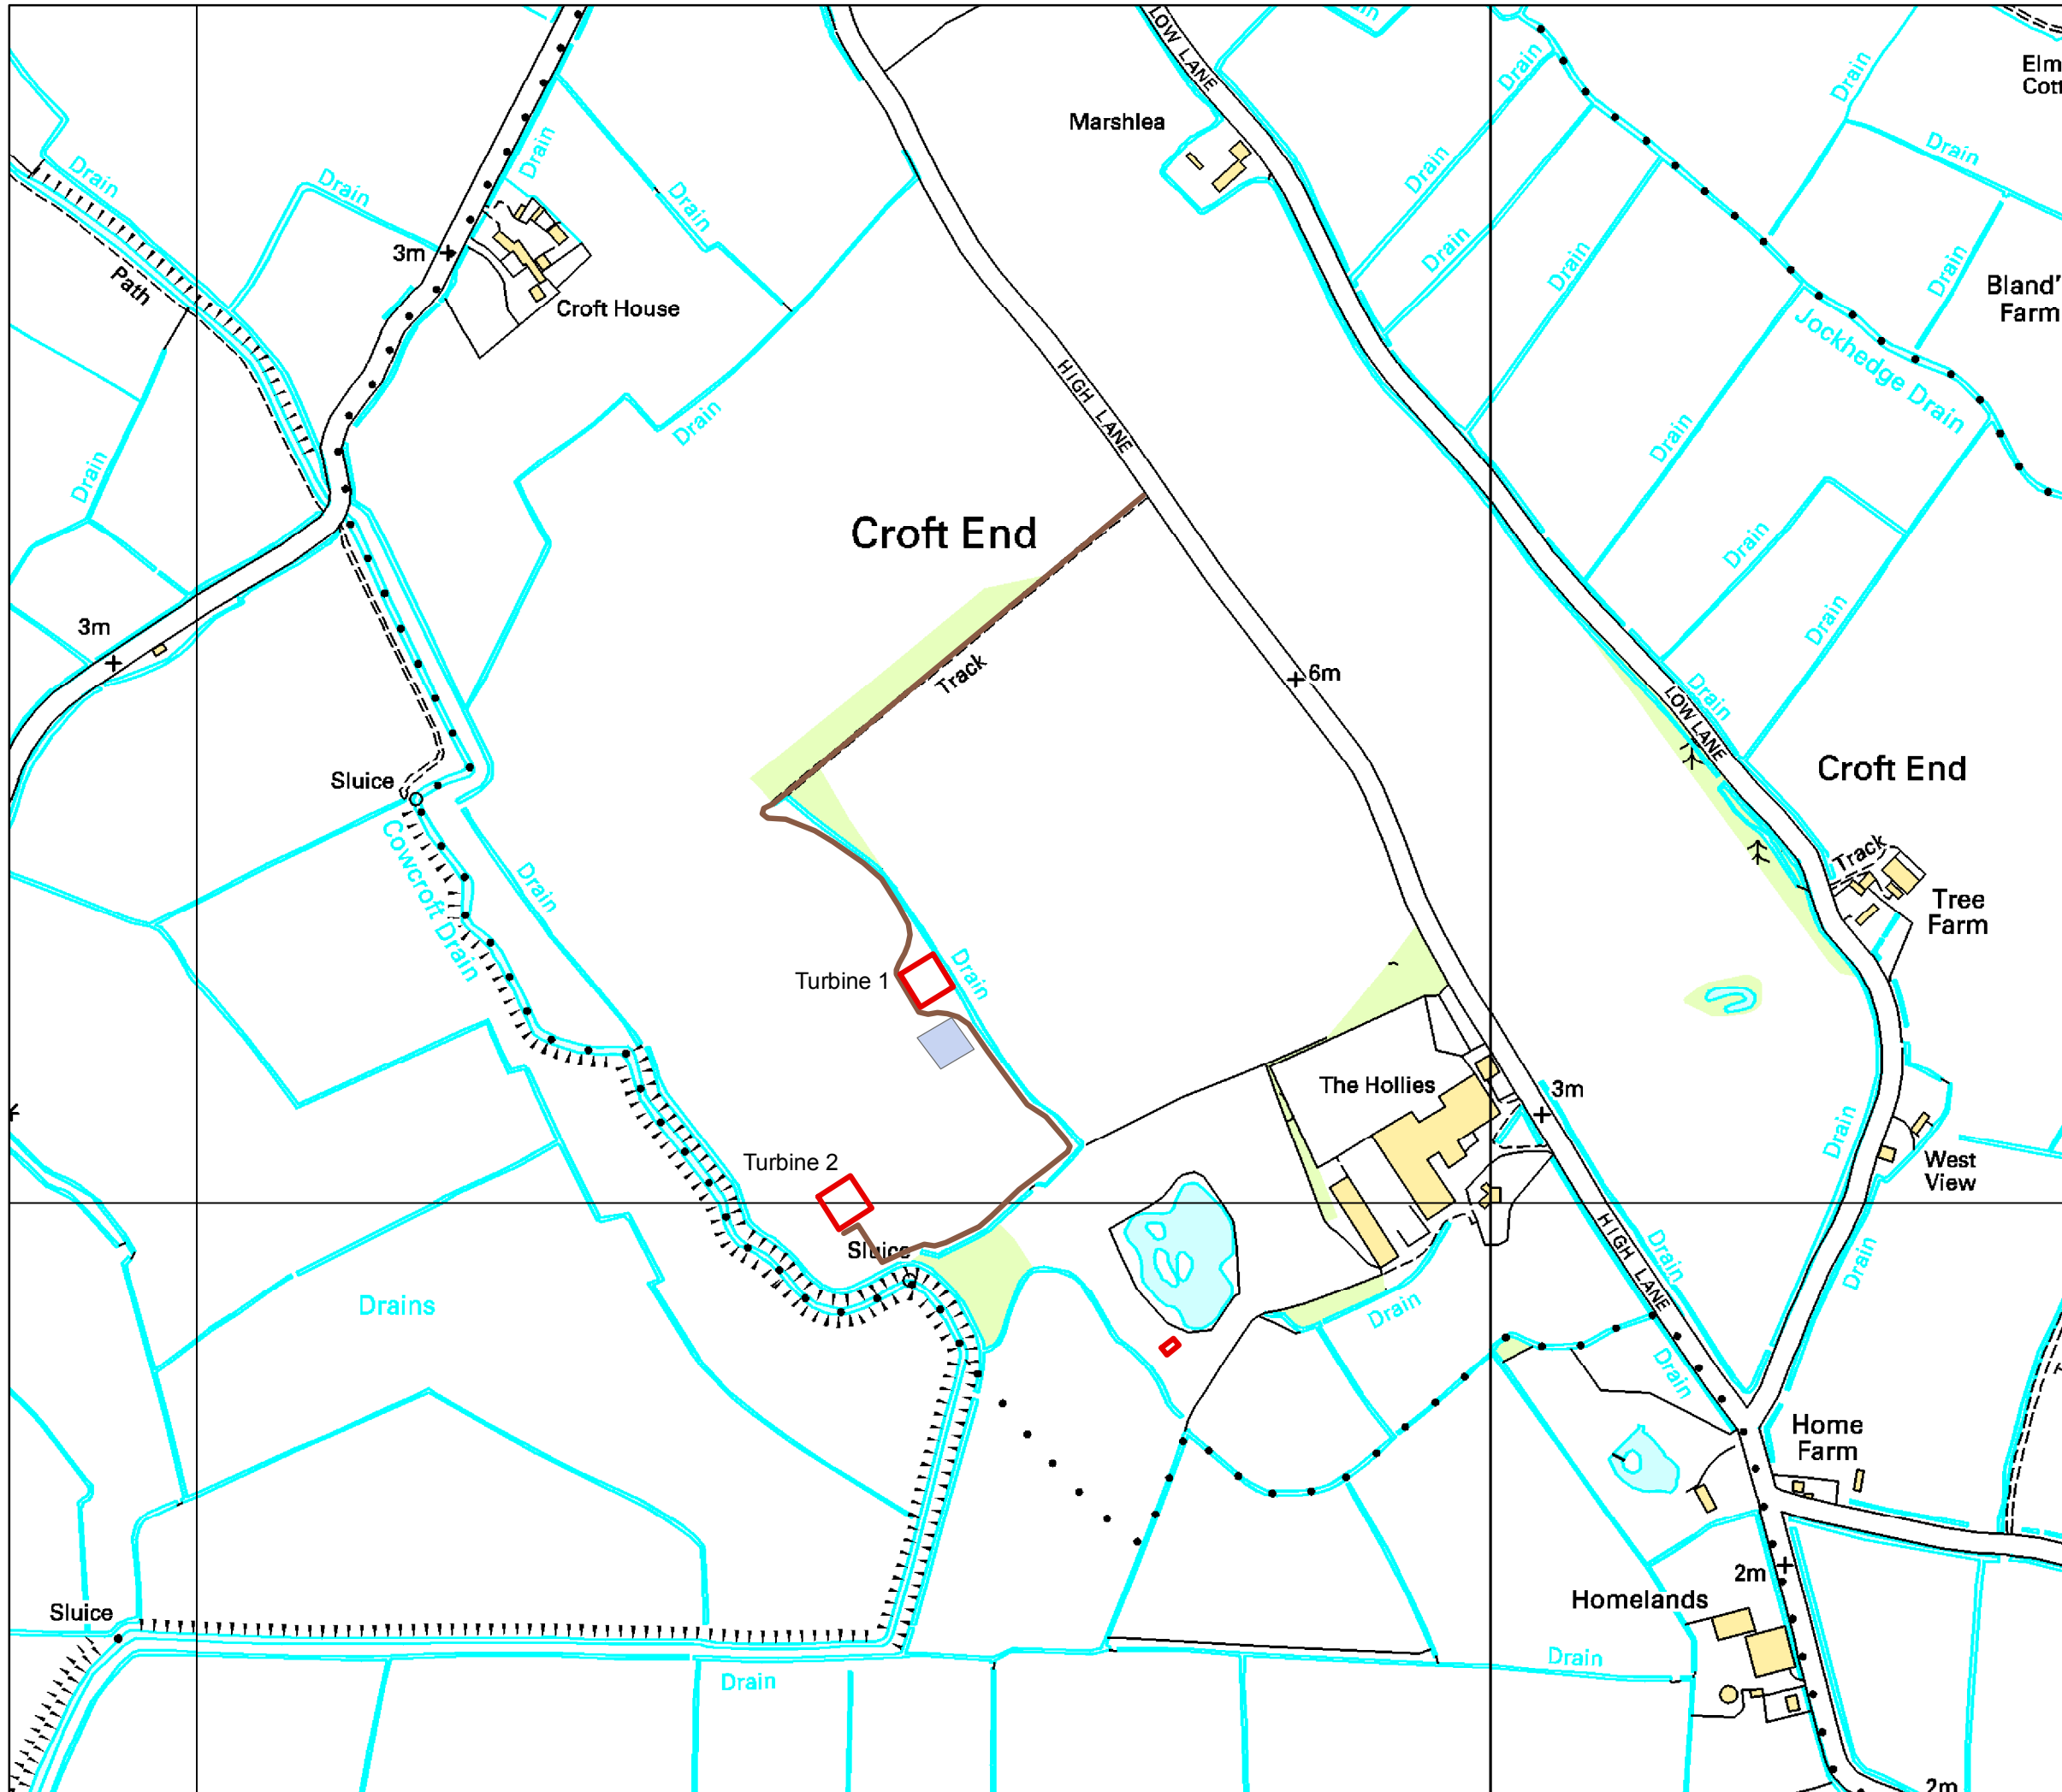 LOW LANE
Drain
Drain
Elm
Cott
Marshlea
Drain
Drain
Drain
Drain
Drain
Drain
Drain
3m
Path
Croft House
Drain
Drain
Drain
Bland'
Farm
Jockhedge Drain
HIGH LANE
Drain
Drain
Drain
Croft End
Drain
Drain
3m
Track
6m
Drain
LOW LANE
Croft End
Sluice
Cowcroft Drain
Drain
Track
Tree
Farm
Turbine 1
Drain
The Hollies
3m
Drain
West
View
Turbine 2
Sluice
HIGH LANE
Drain
Drain
Drains
Drain
Drain
Home
Farm
2m
Homelands
Sluice
Drain
Drain
2m